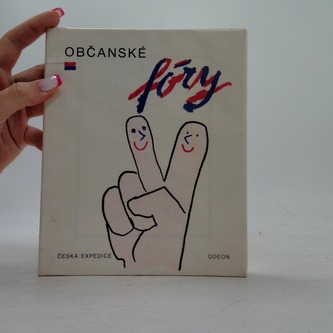 OBČANSKÉ
fóry
ČESKÁ EXPEDICE ODEON